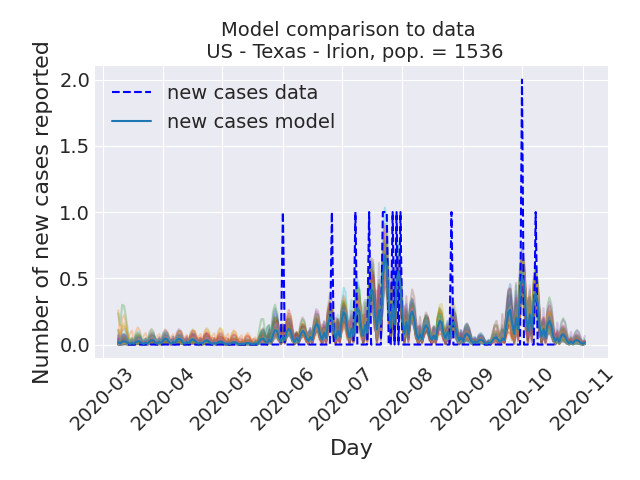 Model comparison to data
US - Texas - Irion, pop. = 1536
Number of new cases reported
2.0
1.5
1.0
0.5
0.0
new cases data
new cases model
2020-03
2020-04
2020-05
2020-06
2020-07
2020-08
2020-09
2020-10
2020-11
Day